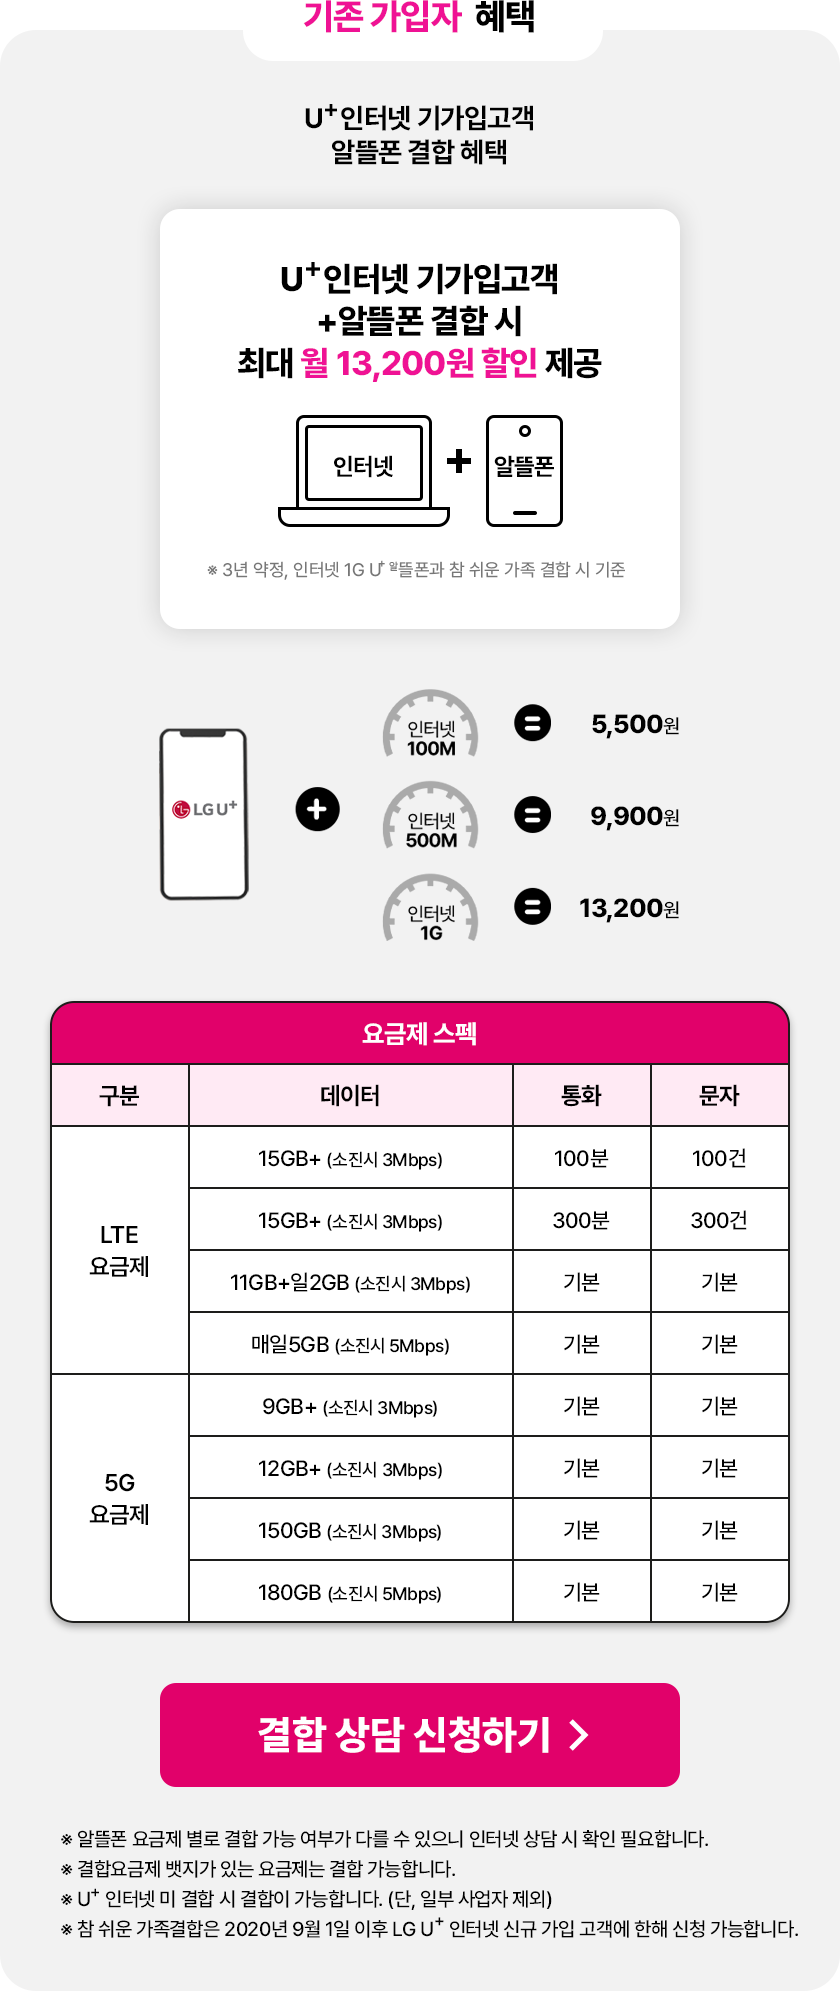 기존 가입자 혜택
U+인터넷 기가입고객
알뜰폰 결합 혜택
U+인터넷 기가입고객
+알뜰폰 결합 시
최대 월 13,200원 할인 제공
인터넷 + 알뜰폰
※ 3년 약정, 인터넷 1G U+ 알뜰폰과 참 쉬운 가족 결합 시 기준
LG U+
+
인터넷
100M
= 5,500원
인터넷
500M
= 9,900원
인터넷
1G
= 13,200원
요금제 스펙
구분 데이터 통화 문자
LTE
요금제
15GB+ (소진시 3Mbps) 100분 100건
15GB+ (소진시 3Mbps) 300분 300건
11GB+일2GB (소진시 3Mbps) 기본 기본
매일5GB (소진시 5Mbps) 기본 기본
5G
요금제
9GB+ (소진시 3Mbps) 기본 기본
12GB+ (소진시 3Mbps) 기본 기본
150GB (소진시 3Mbps) 기본 기본
180GB (소진시 5Mbps) 기본 기본
결합 상담 신청하기 >
※ 알뜰폰 요금제 별로 결합 가능 여부가 다를 수 있으니 인터넷 상담 시 확인 필요합니다.
※ 결합요금제 뱃지가 있는 요금제는 결합 가능합니다.
※ U+ 인터넷 미 결합 시 결합이 가능합니다. (단, 일부 사업자 제외)
※ 참 쉬운 가족결합은 2020년 9월 1일 이후 LG U+ 인터넷 신규 가입 고객에 한해 신청 가능합니다.